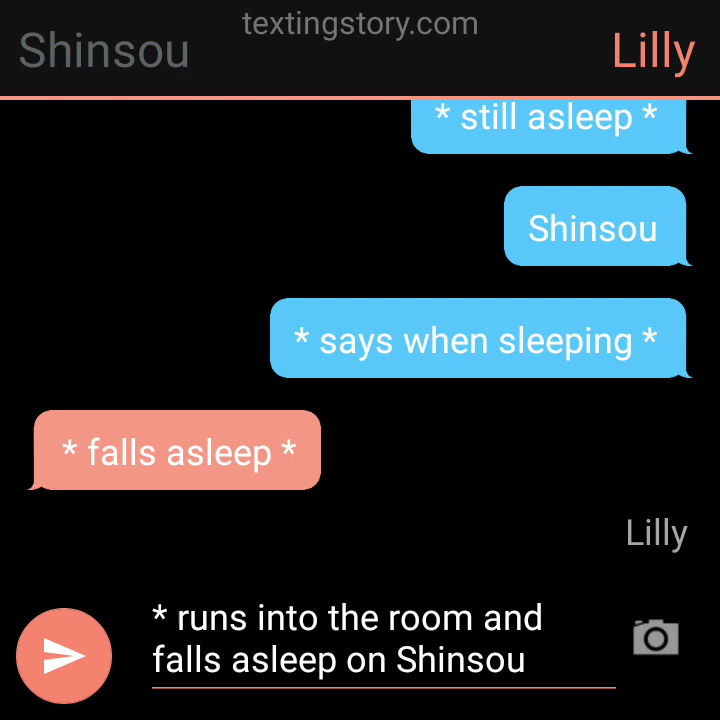 textingstory.com
Shinsou
Lilly
* still asleep *
Shinsou
* says when sleeping *
* falls asleep *
Lilly
* runs into the room and
falls asleep on Shinsou